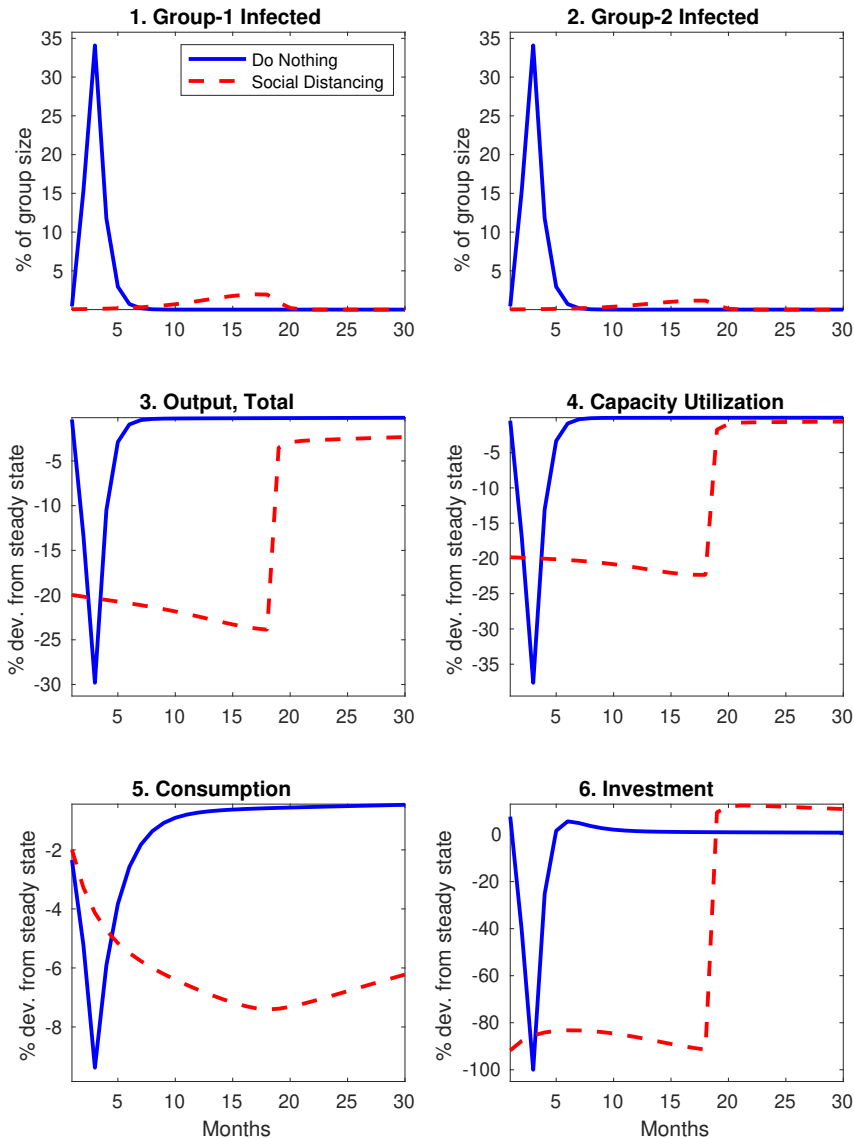 1. Group-1 Infected
2. Group-2 Infected
% of group size
35
30
25
20
15
10
5
5 10 15 20 25 30
Do Nothing
Social Distancing
% of group size
35
30
25
20
15
10
5
5 10 15 20 25 30
3. Output, Total
4. Capacity Utilization
% dev. from steady state
-5
-10
-15
-20
-25
-30
5 10 15 20 25 30
% dev. from steady state
-5
-10
-15
-20
-25
-30
-35
5 10 15 20 25 30
5. Consumption
6. Investment
% dev. from steady state
-2
-4
-6
-8
5 10 15 20 25 30
Months
% dev. from steady state
0
-20
-40
-60
-80
-100
5 10 15 20 25 30
Months